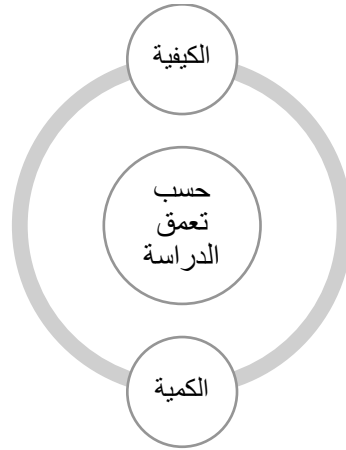 الكيفية
حسب
تعمق
الدراسة
الكمية